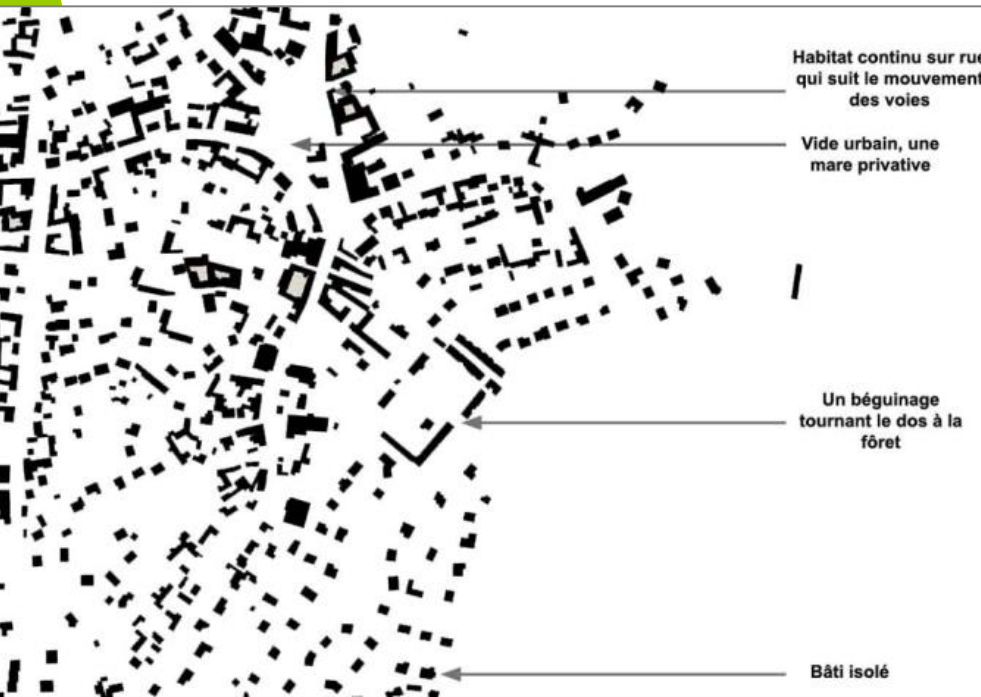 Habitat continu sur rue
qui suit le mouvement
des voies
Vide urbain, une
mare privative
Un béguinage
tournant le dos à la
fôret
Bâti isolé